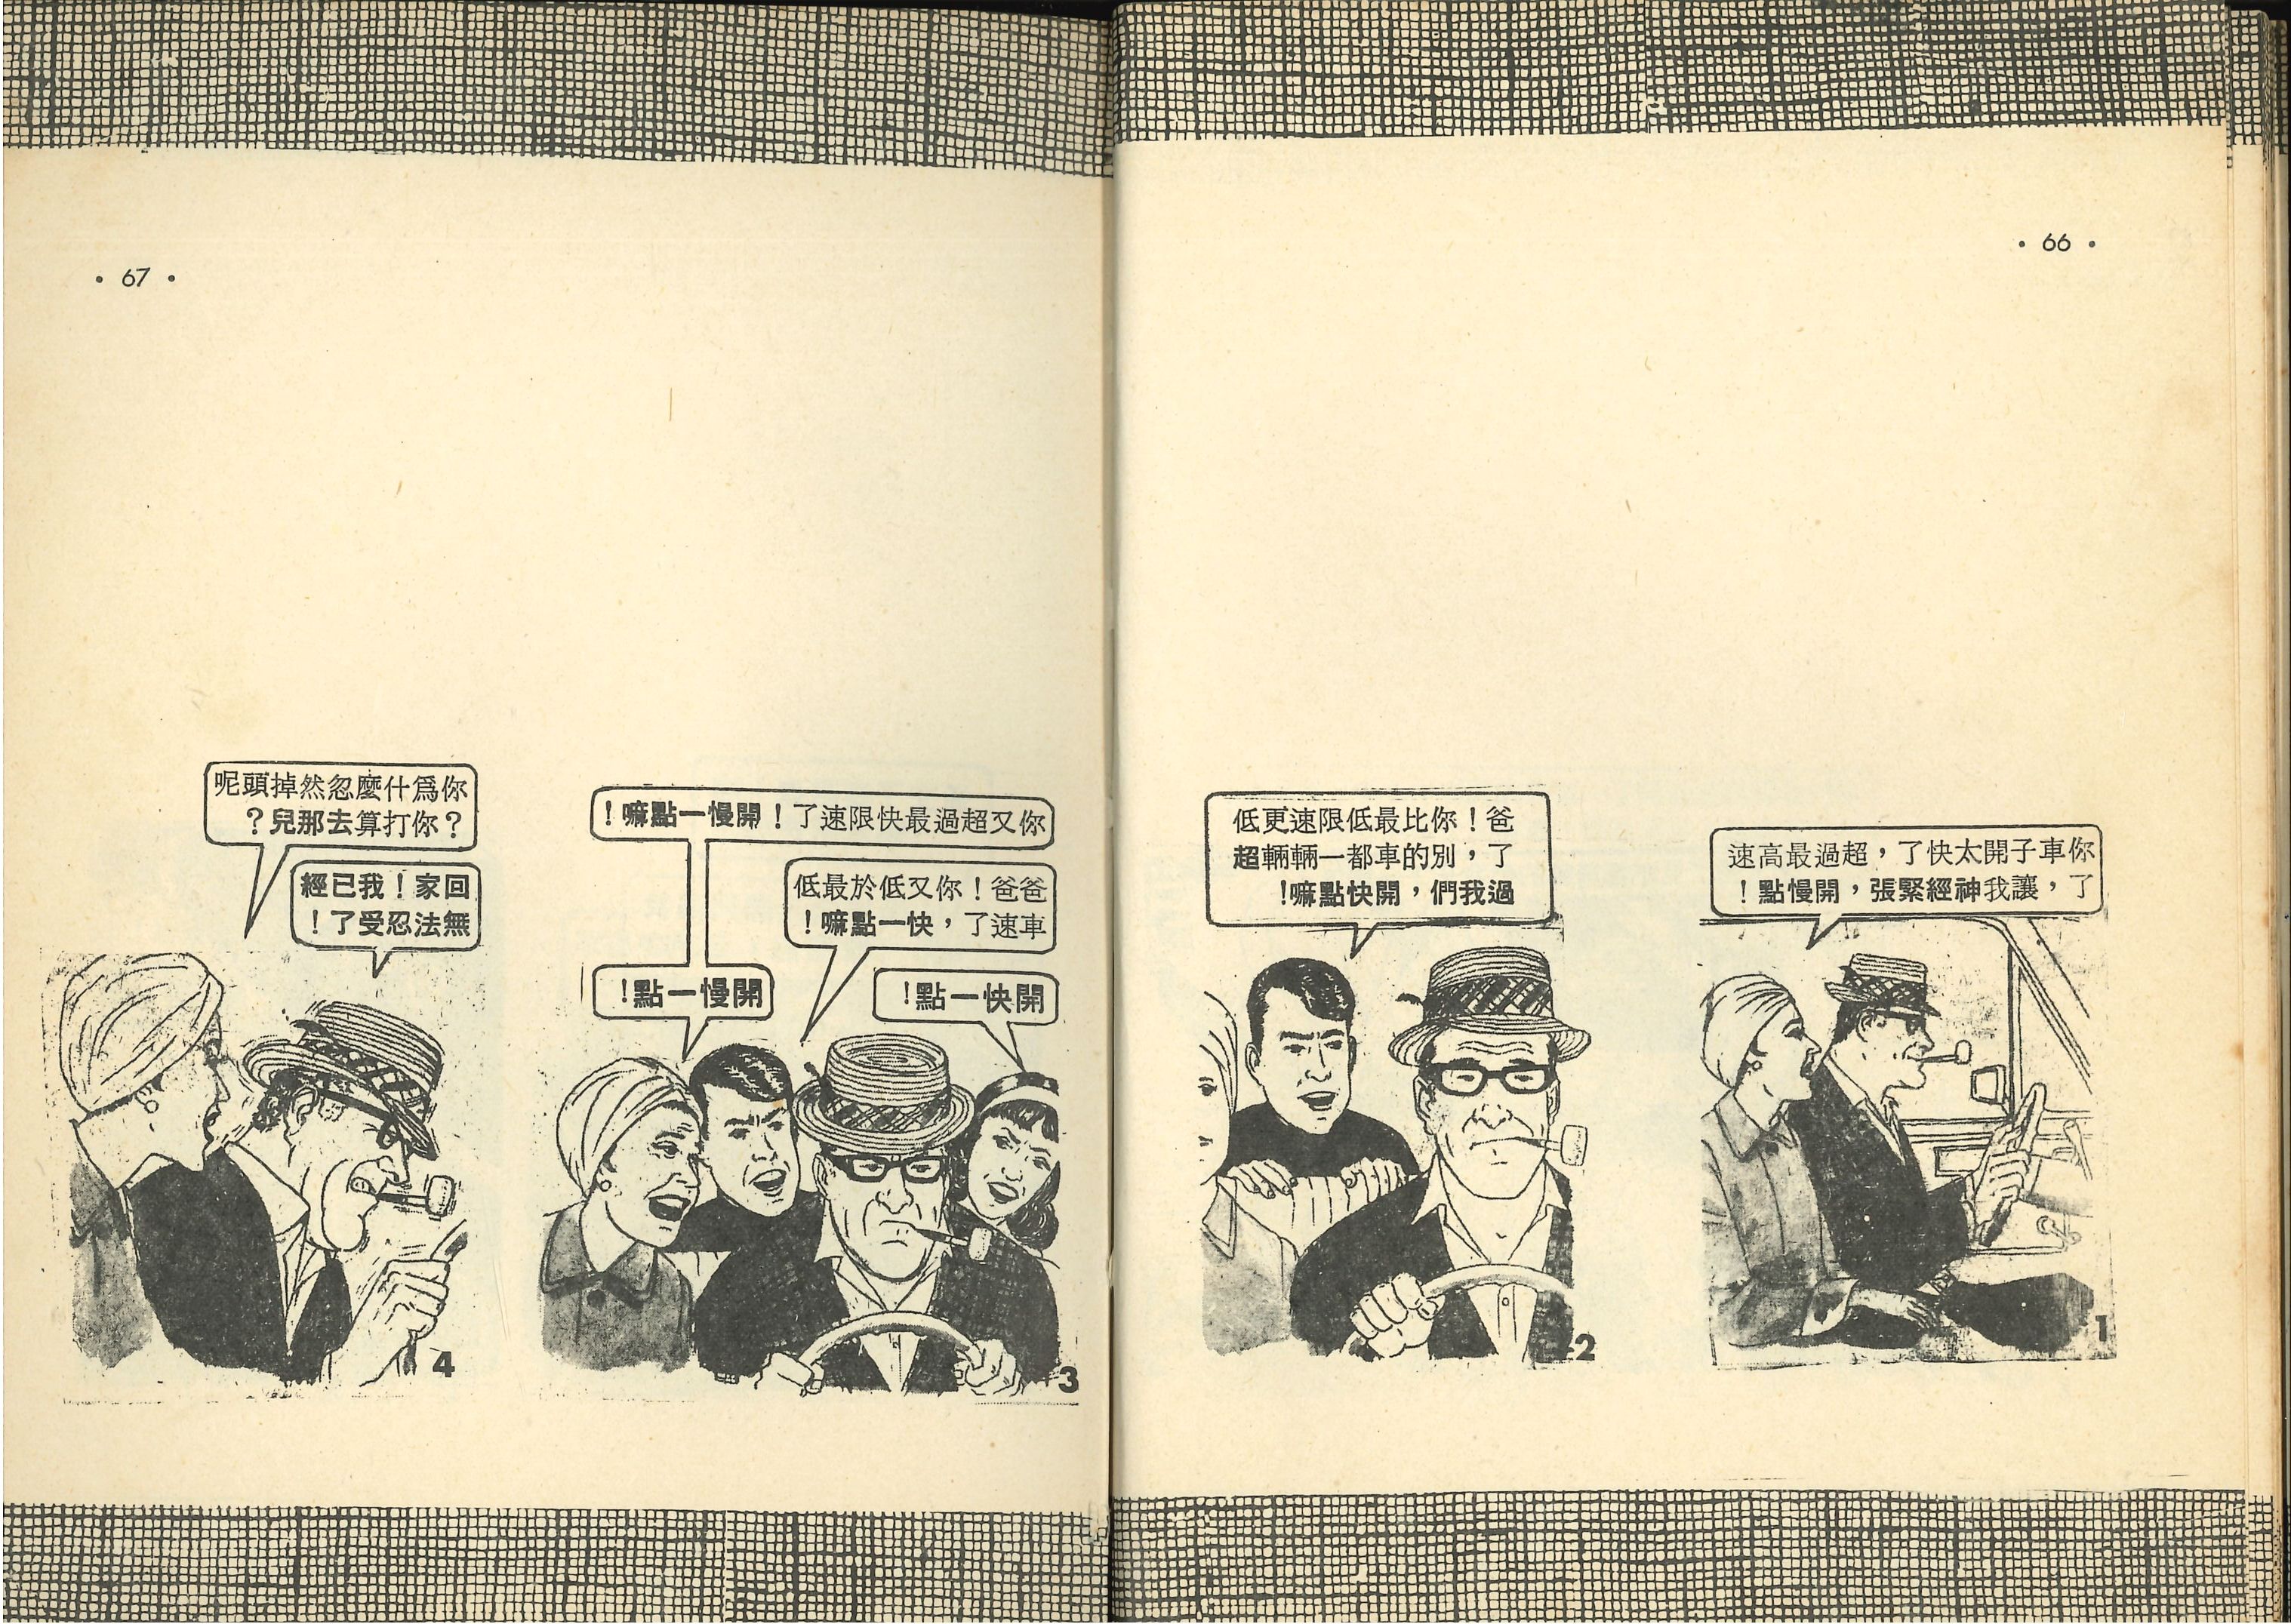 • 66 •
你車子開太快了，超過最高速
了，讓我神經緊張，開慢點！
爸！你比最低限速更低
了，別的車都一輛輛超
過我們，開快點嘛！
• 67 •
你又超過最快限速了！開慢一點嘛！
爸爸！你又低於最低
車速了，快一點嘛！
開快一點！
開慢一點！
你爲什麼忽然掉頭呢
？你打算去那兒？
回家！我已經
無法忍受了！
1
2
3
4